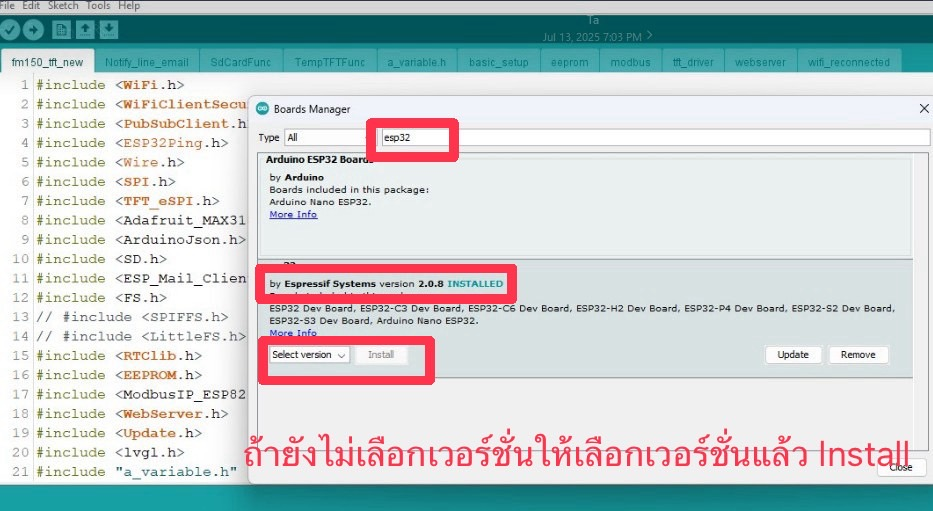 File Edit Sketch Tools Help
Ta
Jul 13, 2025 7:03 PM
fm150_tft_new Notify_line_email SdCardFunc TempTFTFunc a_variable.h basic_setup eeprom modbus tft_driver webserver wifi_reconnected
1 #include <WiFi.h>
2 #include <WiFiClientSecu
3 #include <PubSubClient.h
4 #include <ESP32Ping.h>
5 #include <Wire.h>
6 #include <SPI.h>
7 #include <TFT_eSPI.h>
8 #include <Adafruit_MAX31
9 #include <ArduinoJson.h>
10 #include <SD.h>
11 #include <ESP_Mail_Clien
12 #include <FS.h>
13 // #include <SPIFFS.h>
14 // #include <LittleFS.h>
15 #include <RTClib.h>
16 #include <EEPROM.h>
17 #include <ModbusIP_ESP82
18 #include <WebServer.h>
19 #include <Update.h>
20 #include <lvgl.h>
21 #include "a_variable.h"
Boards Manager
Type All esp32
Arduino ESP32 Boards
by Arduino
Boards included in this package:
Arduino Nano ESP32.
More Info
by Espressif Systems version 2.0.8 INSTALLED
ESP32 Dev Board, ESP32-C3 Dev Board, ESP32-C6 Dev Board, ESP32-H2 Dev Board, ESP32-P4 Dev Board, ESP32-S2 Dev Board,
ESP32-S3 Dev Board, Arduino Nano ESP32.
More Info
Select version Install Update Remove
ถ้ายังไม่เลือกเวอร์ชั่นให้เลือกเวอร์ชั่นแล้ว Install
Close